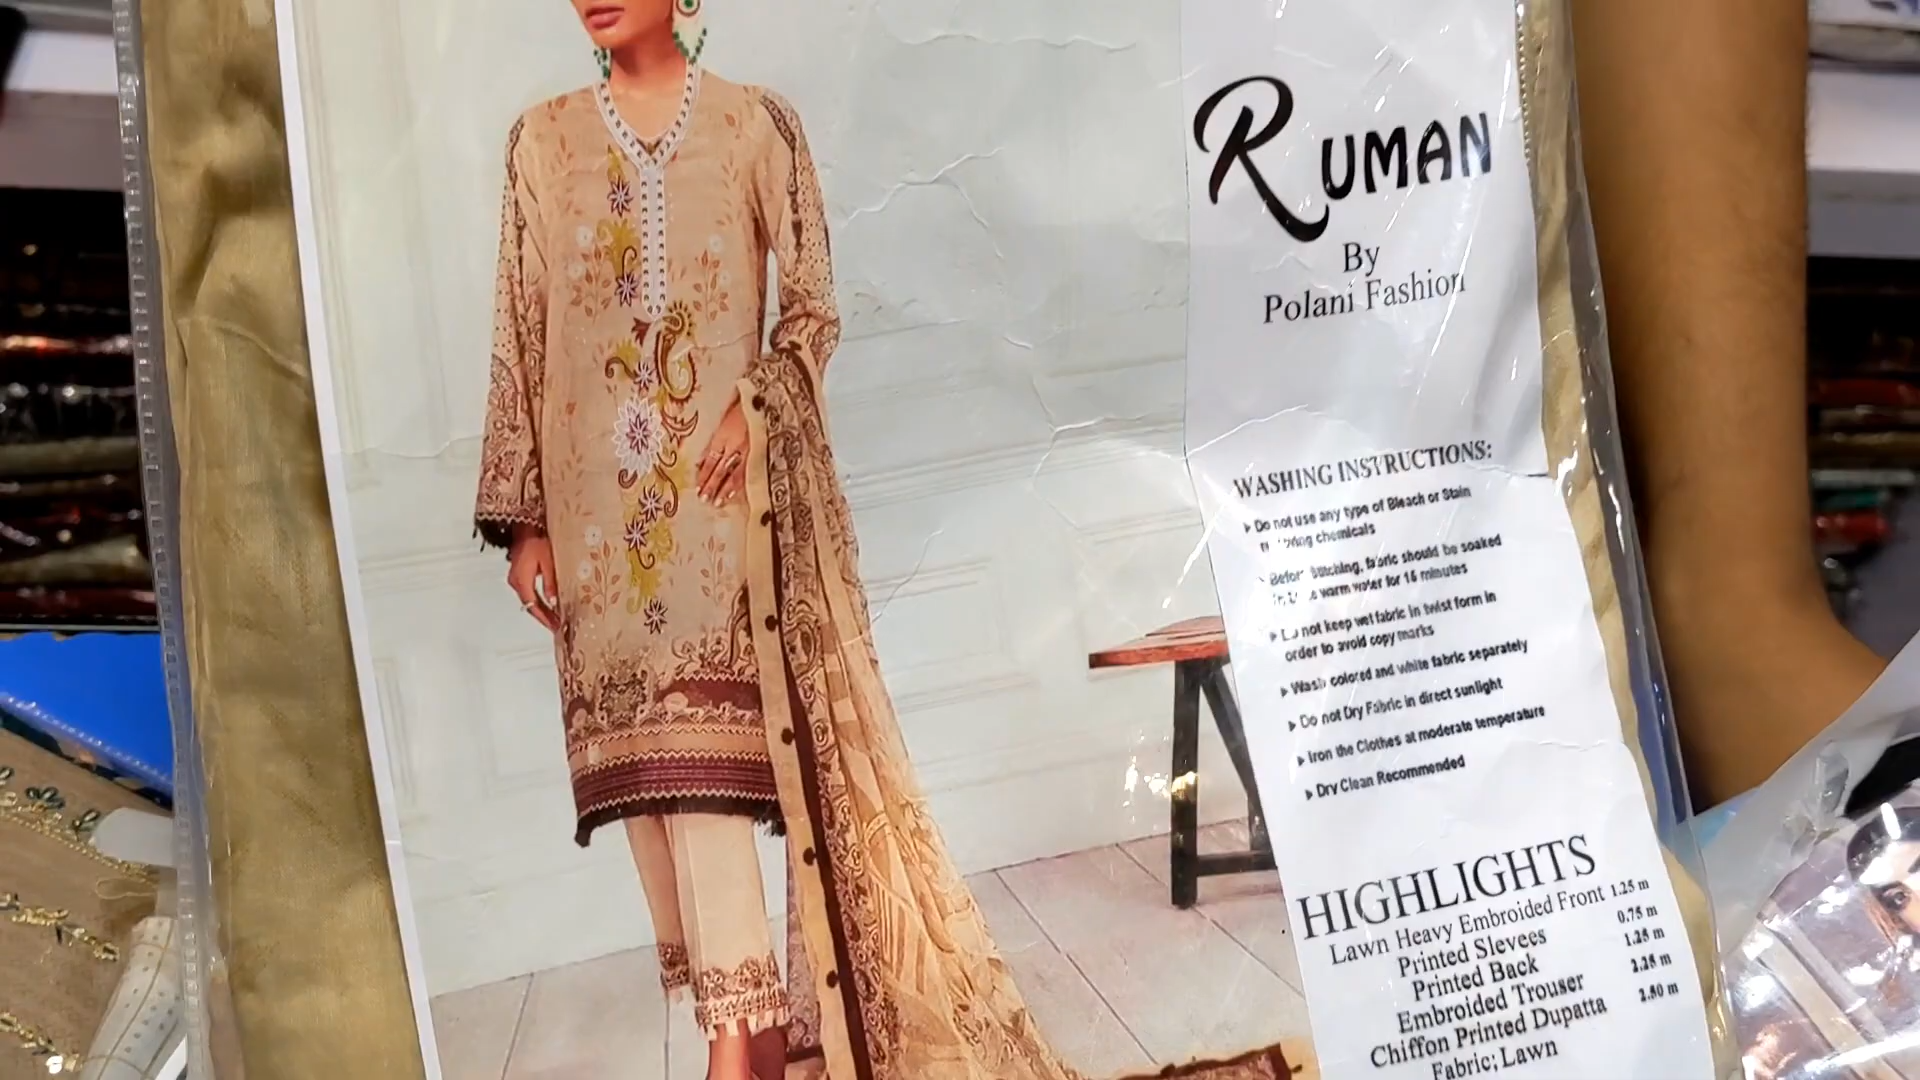 RUMAN
By
Polani Fashion
WASHING INSTRUCTIONS:
Do not use any type of Bleach or Stain
chemicals
Before Stitching, fabric should be soaked
warm water for 15 minutes
Do not keep wet fabric in twist form in
order to avoid copy marks
Wash colored and white fabric separately
Do not Dry Fabric in direct sunlight
Iron the Clothes at moderate temperature
Dry Clean Recommended
HIGHLIGHTS
Lawn Heavy Embroided Front 1.25 m
Printed Slevees 0.75 m
Printed Back 1.25 m
Embroided Trouser 2.25 m
Chiffon Printed Dupatta 2.50 m
Fabric; Lawn